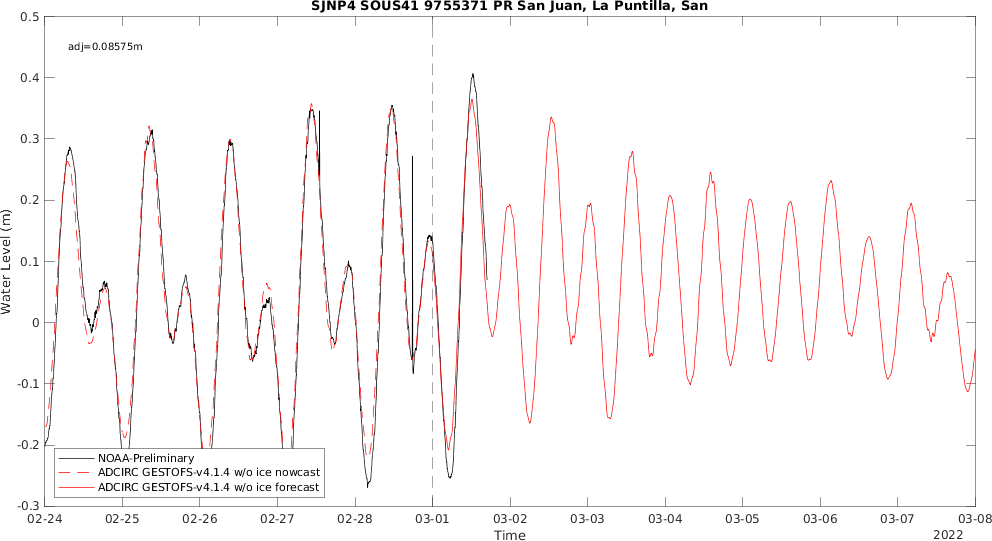 SJNP4 SOUS41 9755371 PR San Juan, La Puntilla, San
adj=0.08575m
Water Level (m)
0.5
0.4
0.3
0.2
0.1
0
-0.1
-0.2
-0.3
NOAA-Preliminary
ADCIRC GESTOFS-v4.1.4 w/o ice nowcast
ADCIRC GESTOFS-v4.1.4 w/o ice forecast
02-24 02-25 02-26 02-27 02-28 03-01 03-02 03-03 03-04 03-05 03-06 03-07 03-08
Time
2022